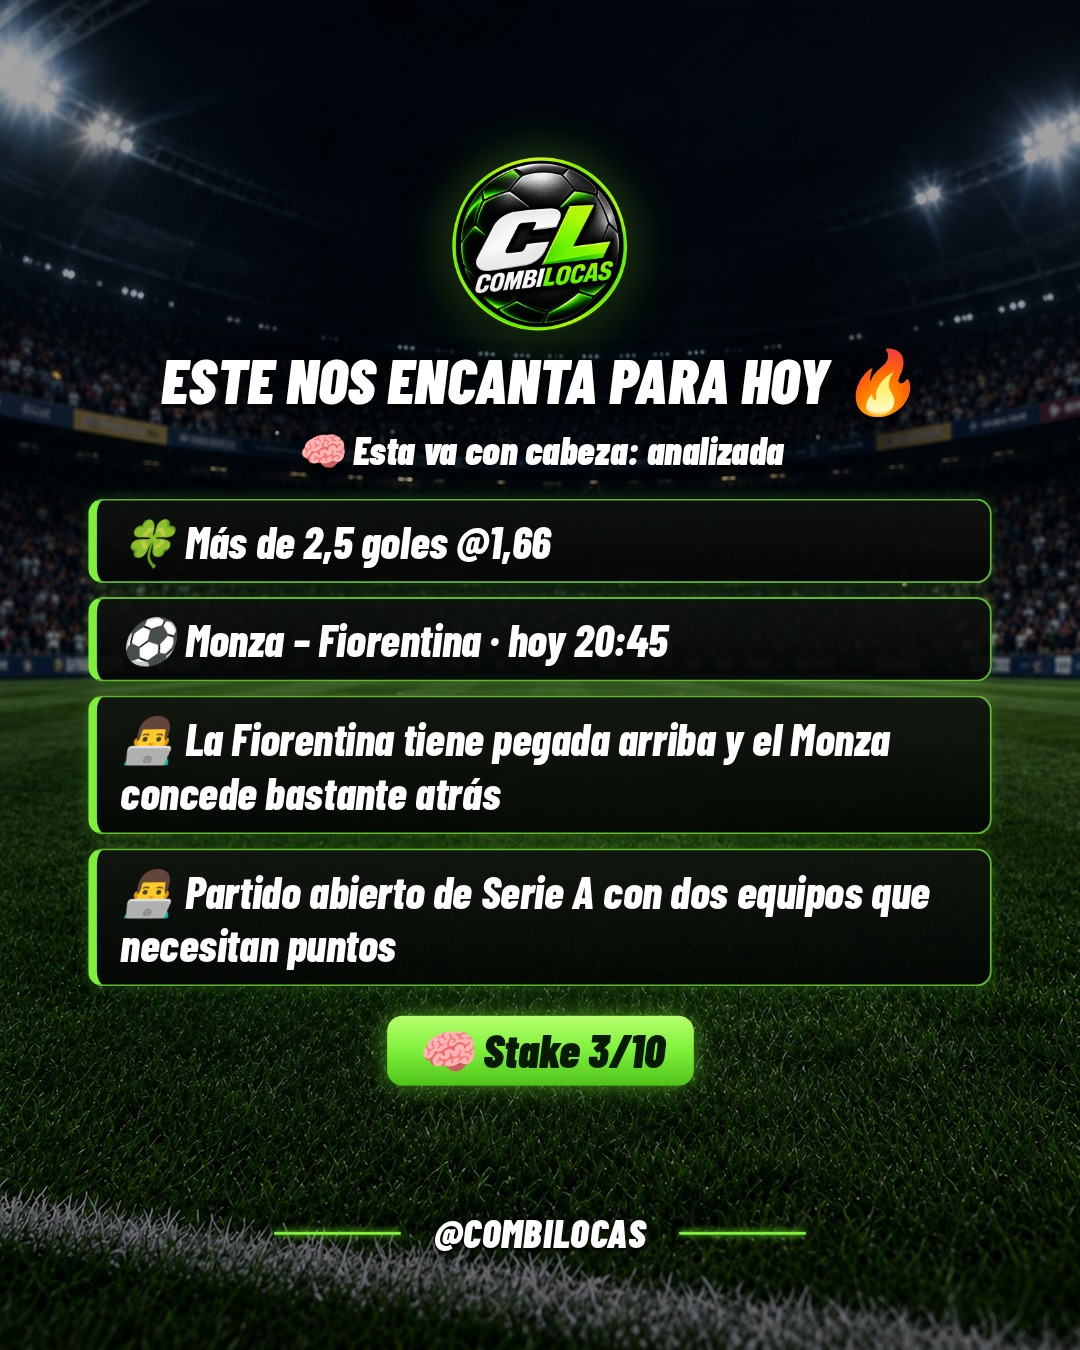 CL
COMBILOCAS
ESTE NOS ENCANTA PARA HOY 🔥
🧠 Esta va con cabeza: analizada
🍀 Más de 2,5 goles @1,66
⚽ Monza – Fiorentina · hoy 20:45
👨‍💻 La Fiorentina tiene pegada arriba y el Monza
concede bastante atrás
👨‍💻 Partido abierto de Serie A con dos equipos que
necesitan puntos
🧠 Stake 3/10
@COMBILOCAS